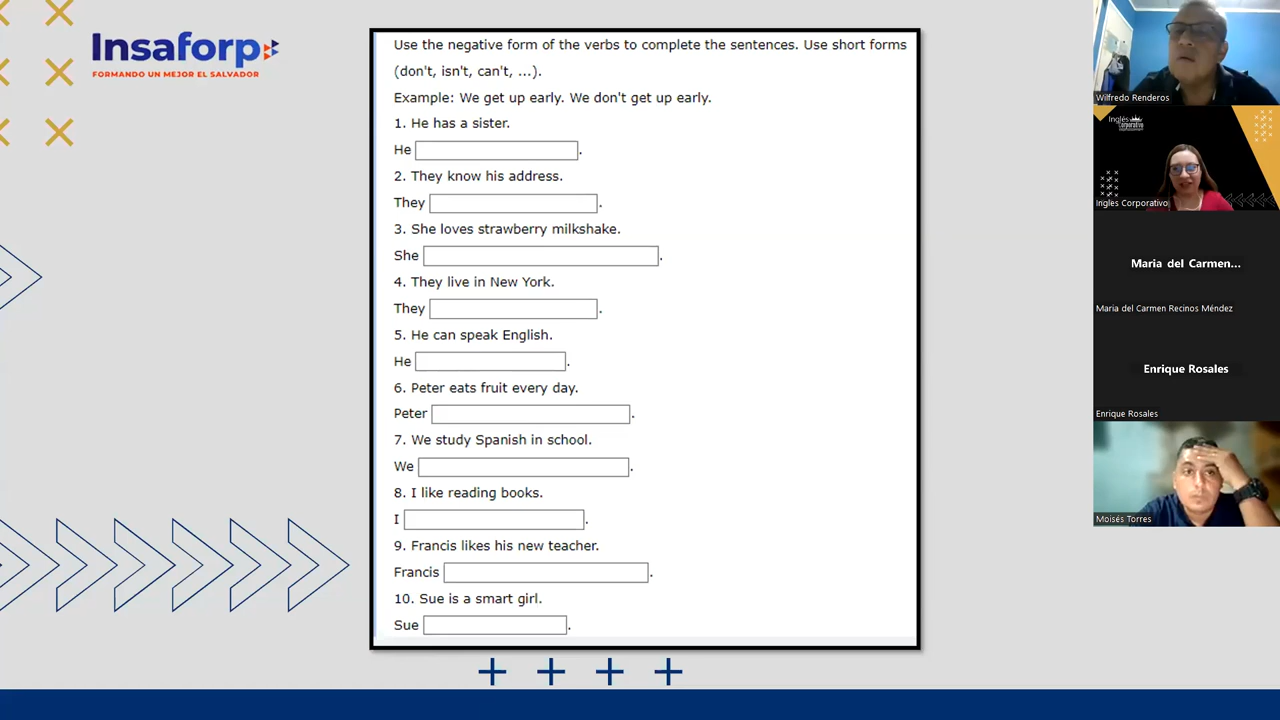 Insaforp
FORMANDO UN MEJOR EL SALVADOR
Use the negative form of the verbs to complete the sentences. Use short forms
(don't, isn't, can't, ...).
Example: We get up early. We don't get up early.
1. He has a sister.
He .
2. They know his address.
They .
3. She loves strawberry milkshake.
She .
4. They live in New York.
They .
5. He can speak English.
He .
6. Peter eats fruit every day.
Peter .
7. We study Spanish in school.
We .
8. I like reading books.
I .
9. Francis likes his new teacher.
Francis .
10. Sue is a smart girl.
Sue .
Wilfredo Renderos
Inglés
Corporativo
Ingles Corporativo
Maria del Carmen...
Maria del Carmen Recinos Méndez
Enrique Rosales
Enrique Rosales
Moisés Torres